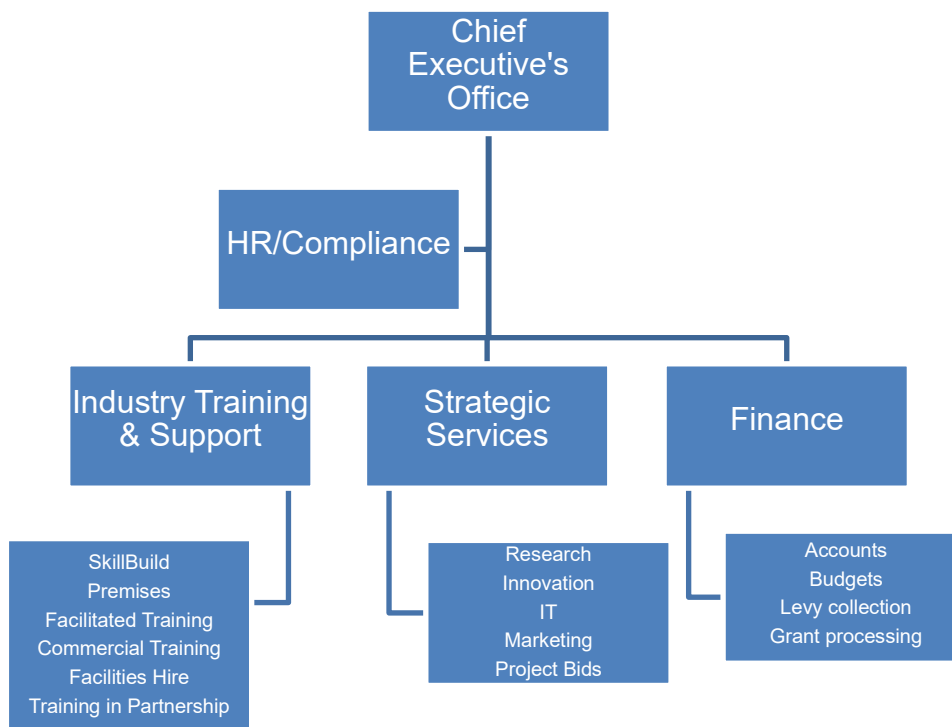 Chief
Executive's
Office
HR/Compliance
Industry Training
& Support
Strategic
Services
Finance
SkillBuild
Premises
Facilitated Training
Commercial Training
Facilities Hire
Training in Partnership
Research
Innovation
IT
Marketing
Project Bids
Accounts
Budgets
Levy collection
Grant processing